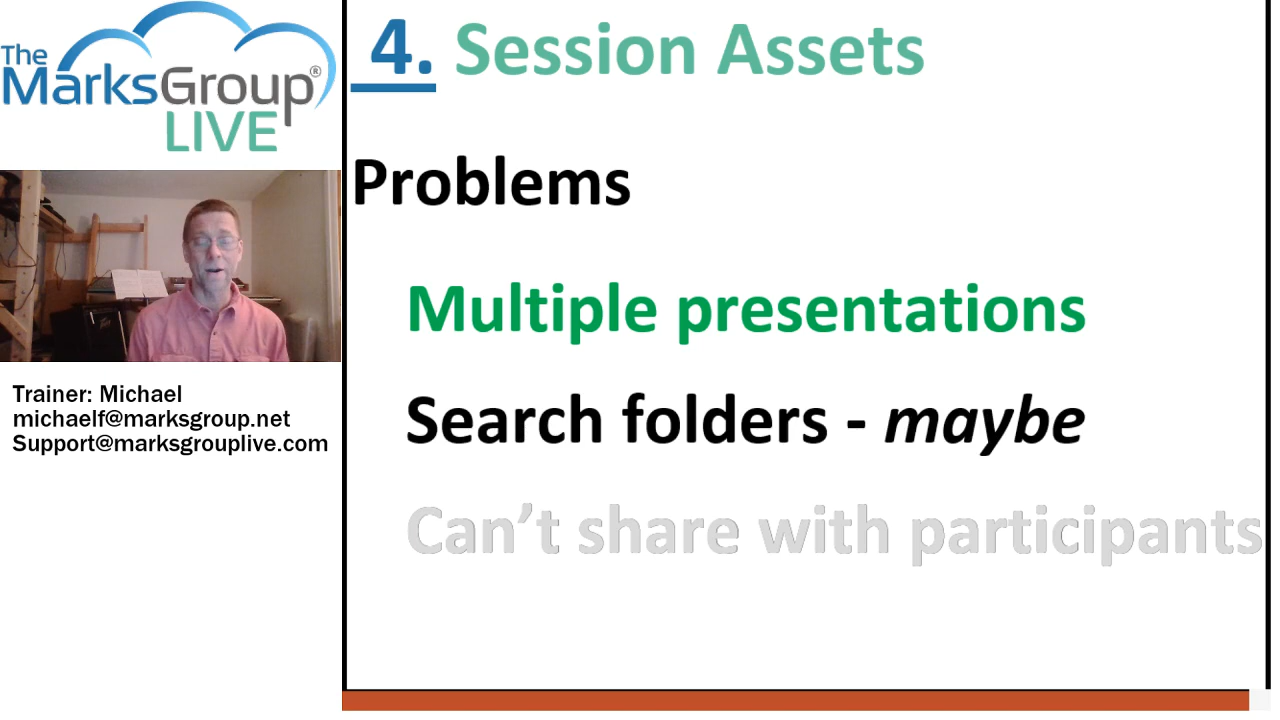 The
MarksGroup®
LIVE
Trainer: Michael
michaelf@marksgroup.net
Support@marksgrouplive.com
4. Session Assets
Problems
Multiple presentations
Search folders - maybe
Can't share with participants